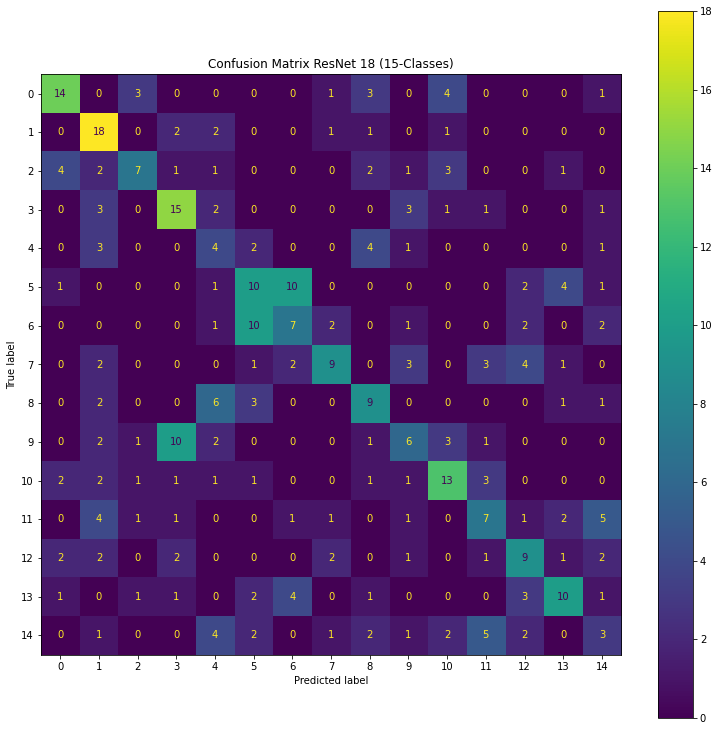 Confusion Matrix ResNet 18 (15-Classes)
0 14 0 3 0 0 0 0 1 3 0 4 0 0 0 1
1 0 18 0 2 2 0 0 1 1 0 1 0 0 0 0
2 4 2 7 1 1 0 0 0 2 1 3 0 0 1 0
3 0 3 0 15 2 0 0 0 0 3 1 1 0 0 1
4 0 3 0 0 4 2 0 0 4 1 0 0 0 0 1
5 1 0 0 0 1 10 10 0 0 0 0 0 2 4 1
6 0 0 0 0 1 10 7 2 0 1 0 0 2 0 2
7 0 2 0 0 0 1 2 9 0 3 0 3 4 1 0
8 0 2 0 0 6 3 0 0 9 0 0 0 0 1 1
9 0 2 1 10 2 0 0 0 1 6 3 1 0 0 0
10 2 2 1 1 1 1 0 0 1 1 13 3 0 0 0
11 0 4 1 1 0 0 1 1 0 1 0 7 1 2 5
12 2 2 0 2 0 0 0 2 0 1 0 1 9 1 2
13 1 0 1 1 0 2 4 0 1 0 0 0 3 10 1
14 0 1 0 0 4 2 0 1 2 1 2 5 2 0 3
0 1 2 3 4 5 6 7 8 9 10 11 12 13 14
Predicted label
True label
18
16
14
12
10
8
6
4
2
0